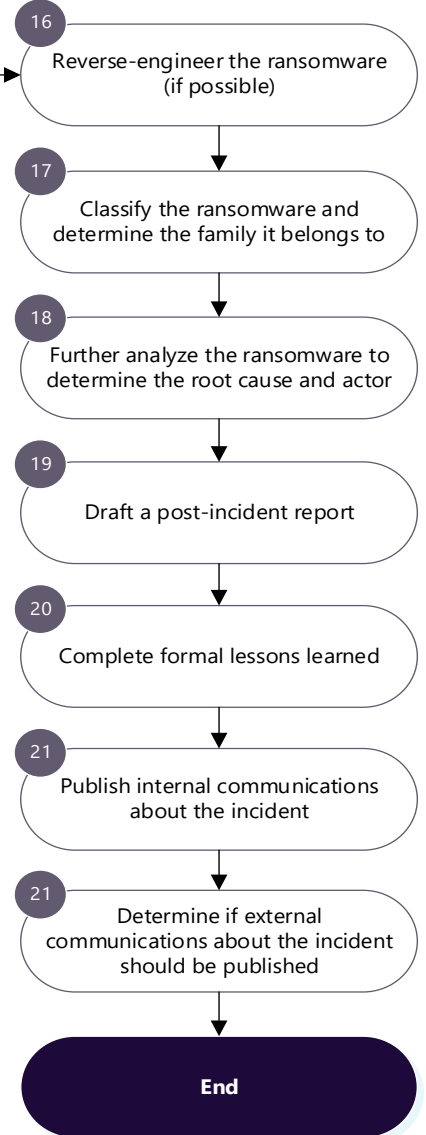 16
Reverse-engineer the ransomware
(if possible)
17
Classify the ransomware and
determine the family it belongs to
18
Further analyze the ransomware to
determine the root cause and actor
19
Draft a post-incident report
20
Complete formal lessons learned
21
Publish internal communications
about the incident
21
Determine if external
communications about the incident
should be published
End